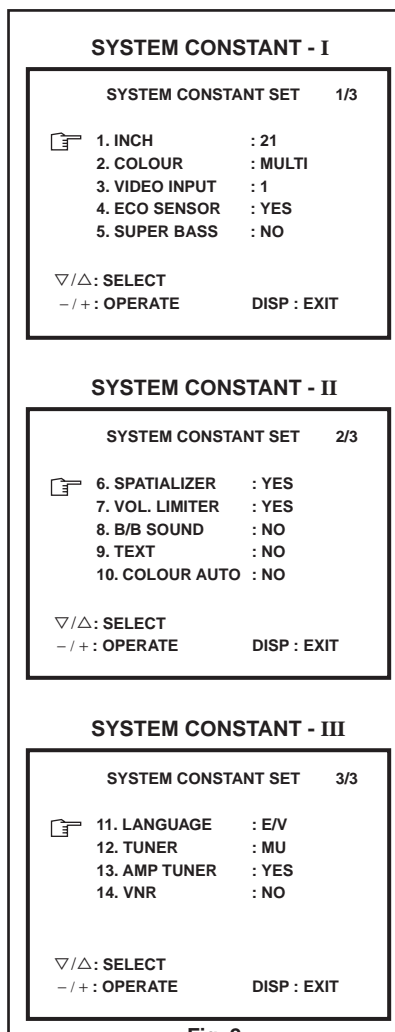 SYSTEM CONSTANT - I
SYSTEM CONSTANT SET 1/3
1. INCH : 21
2. COLOUR : MULTI
3. VIDEO INPUT : 1
4. ECO SENSOR : YES
5. SUPER BASS : NO
▽/△: SELECT
– / + : OPERATE DISP : EXIT
SYSTEM CONSTANT - II
SYSTEM CONSTANT SET 2/3
6. SPATIALIZER : YES
7. VOL. LIMITER : YES
8. B/B SOUND : NO
9. TEXT : NO
10. COLOUR AUTO : NO
▽/△: SELECT
– / + : OPERATE DISP : EXIT
SYSTEM CONSTANT - III
SYSTEM CONSTANT SET 3/3
11. LANGUAGE : E/V
12. TUNER : MU
13. AMP TUNER : YES
14. VNR : NO
▽/△: SELECT
– / + : OPERATE DISP : EXIT